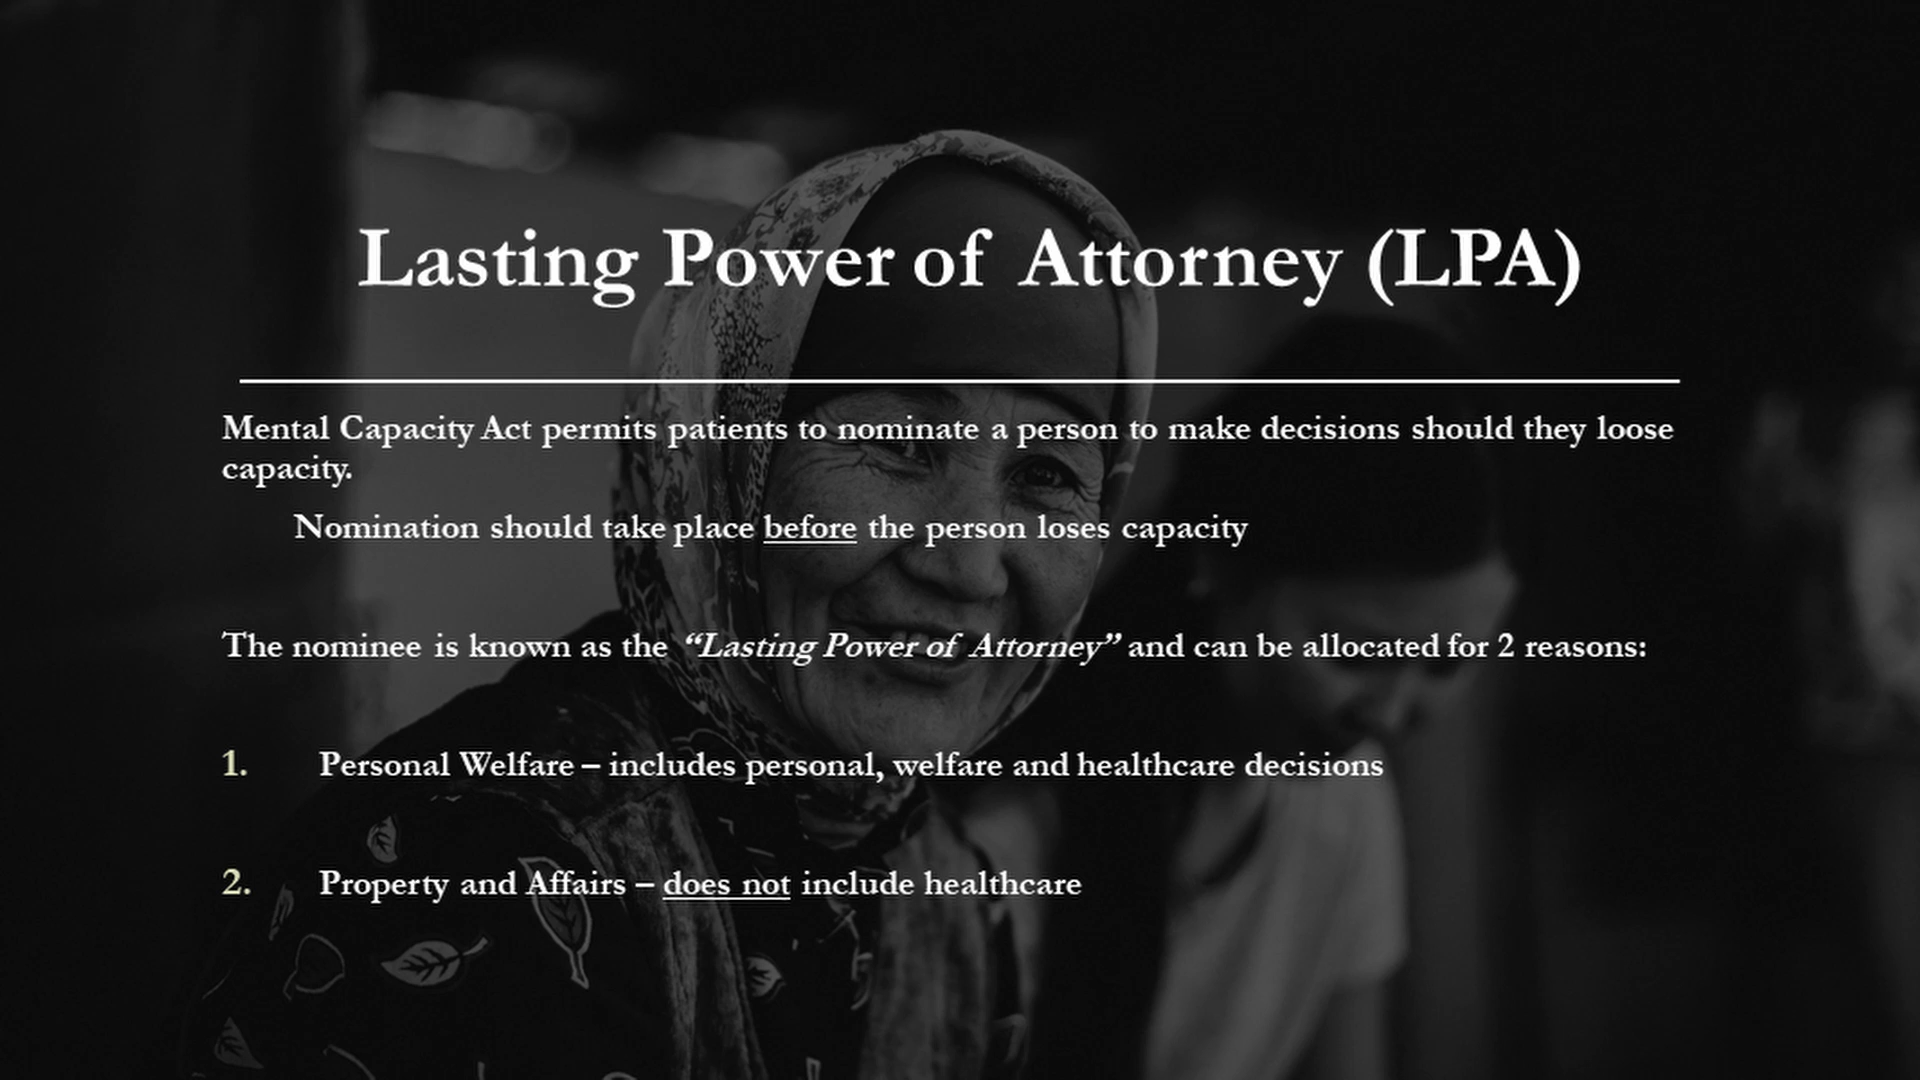 Lasting Power of Attorney (LPA)
Mental Capacity Act permits patients to nominate a person to make decisions should they loose
capacity.
Nomination should take place before the person loses capacity
The nominee is known as the “Lasting Power of Attorney” and can be allocated for 2 reasons:
1. Personal Welfare – includes personal, welfare and healthcare decisions
2. Property and Affairs – does not include healthcare